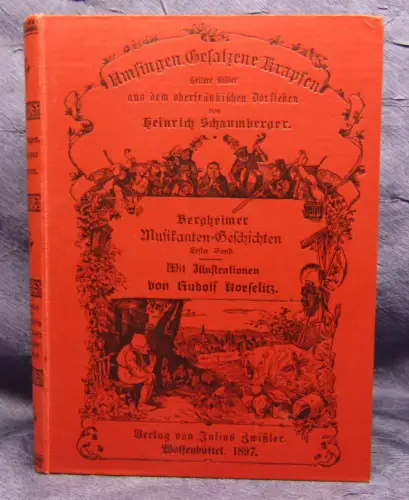 Umsingen. Gesalzene Krapfen
Heitere Bilder
aus dem oberfränkischen Dorfleben
von
Heinrich Schaumberger.
Bergheimer
Musikanten-Geschichten
Erster Band.
Mit Illustrationen
von Rudolf Koeselitz.
Verlag von Julius Zwißler.
Wolfenbüttel. 1897.